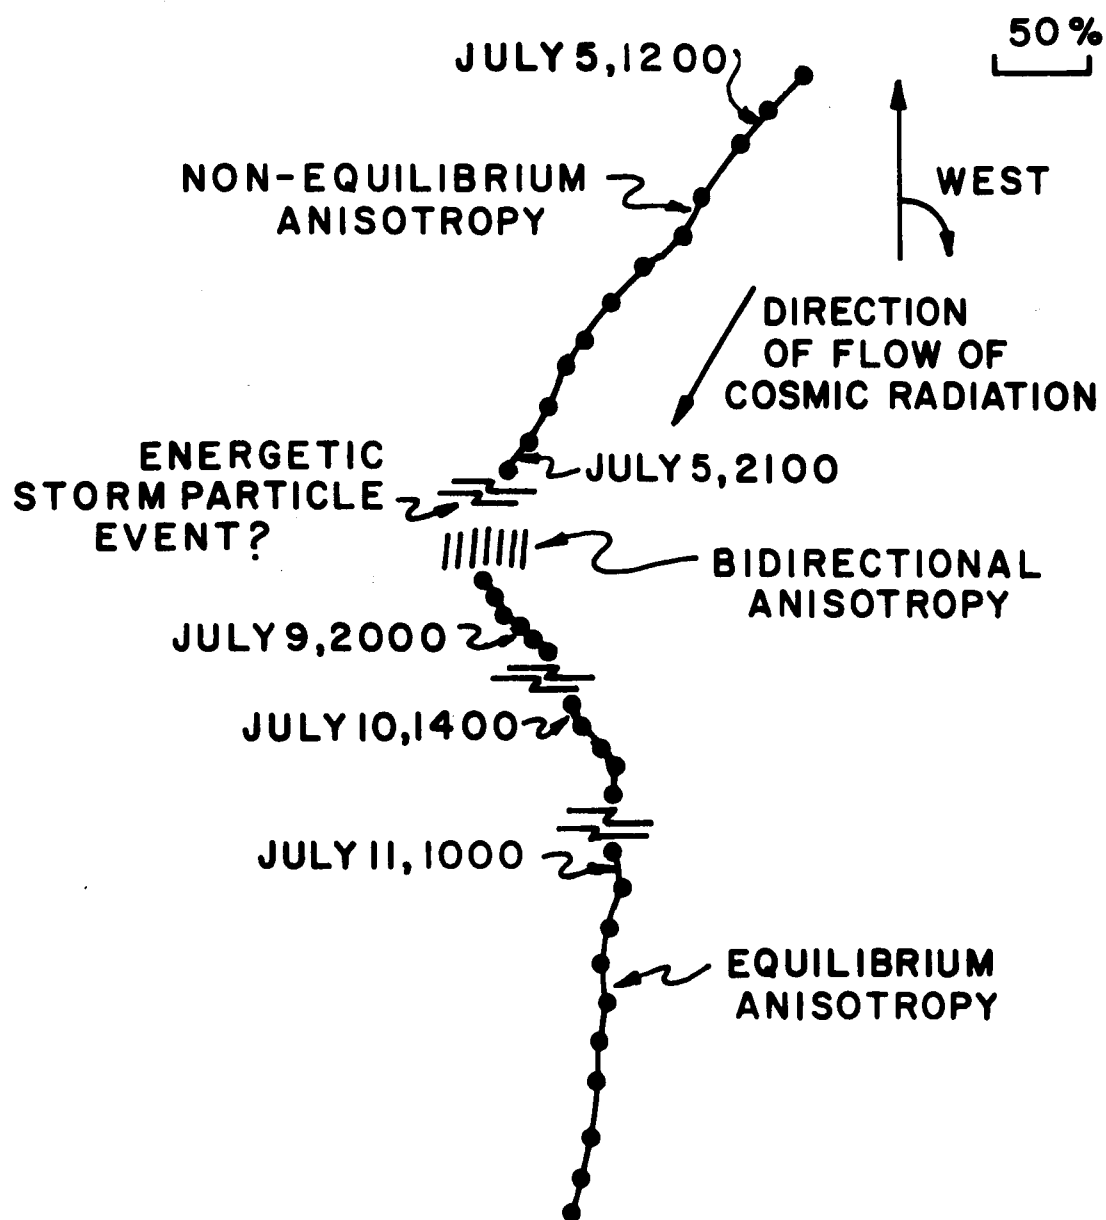 50%
JULY 5, 1200
NON-EQUILIBRIUM
ANISOTROPY
WEST
DIRECTION
OF FLOW OF
COSMIC RADIATION
ENERGETIC
STORM PARTICLE
EVENT?
JULY 5, 2100
BIDIRECTIONAL
ANISOTROPY
JULY 9, 2000
JULY 10, 1400
JULY 11, 1000
EQUILIBRIUM
ANISOTROPY